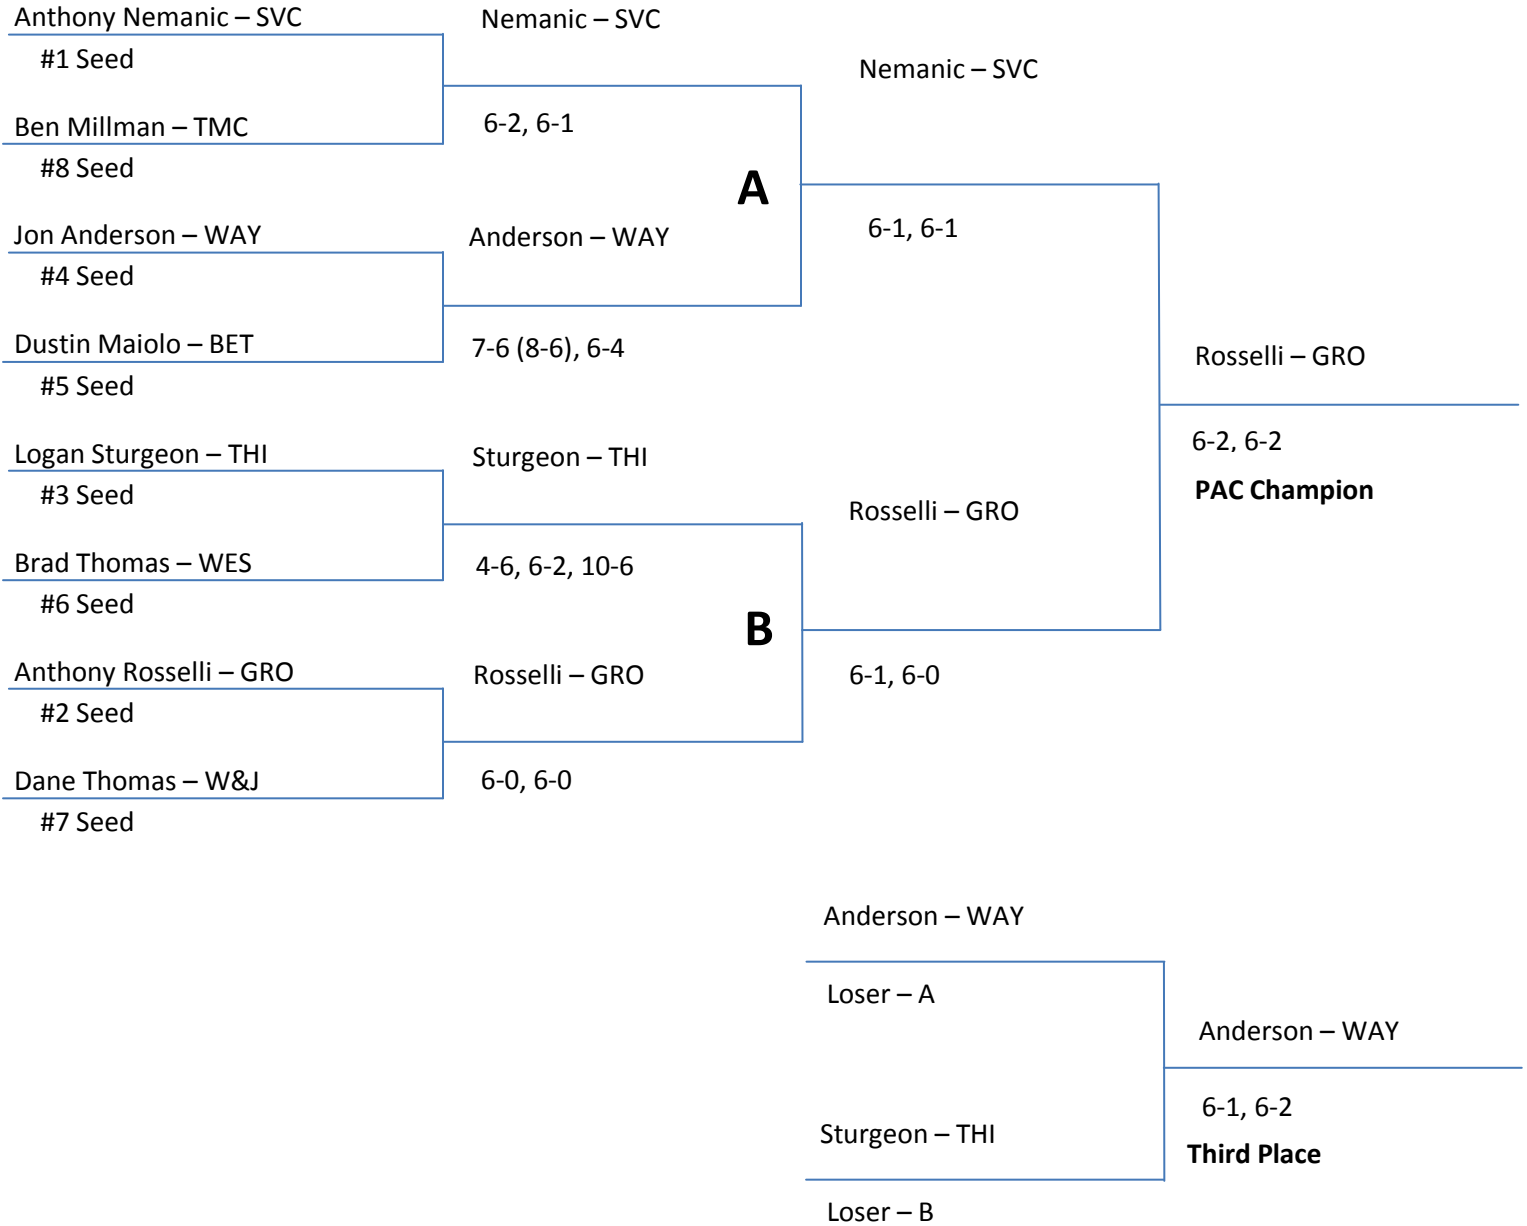 Anthony Nemanic – SVC
#1 Seed
Ben Millman – TMC
#8 Seed
Jon Anderson – WAY
#4 Seed
Dustin Maiolo – BET
#5 Seed
Logan Sturgeon – THI
#3 Seed
Brad Thomas – WES
#6 Seed
Anthony Rosselli – GRO
#2 Seed
Dane Thomas – W&J
#7 Seed
Nemanic – SVC
6-2, 6-1
Anderson – WAY
7-6 (8-6), 6-4
Sturgeon – THI
4-6, 6-2, 10-6
Rosselli – GRO
6-0, 6-0
A
B
Nemanic – SVC
6-1, 6-1
Rosselli – GRO
6-1, 6-0
Rosselli – GRO
6-2, 6-2
PAC Champion
Anderson – WAY
Loser – A
Sturgeon – THI
Loser – B
Anderson – WAY
6-1, 6-2
Third Place